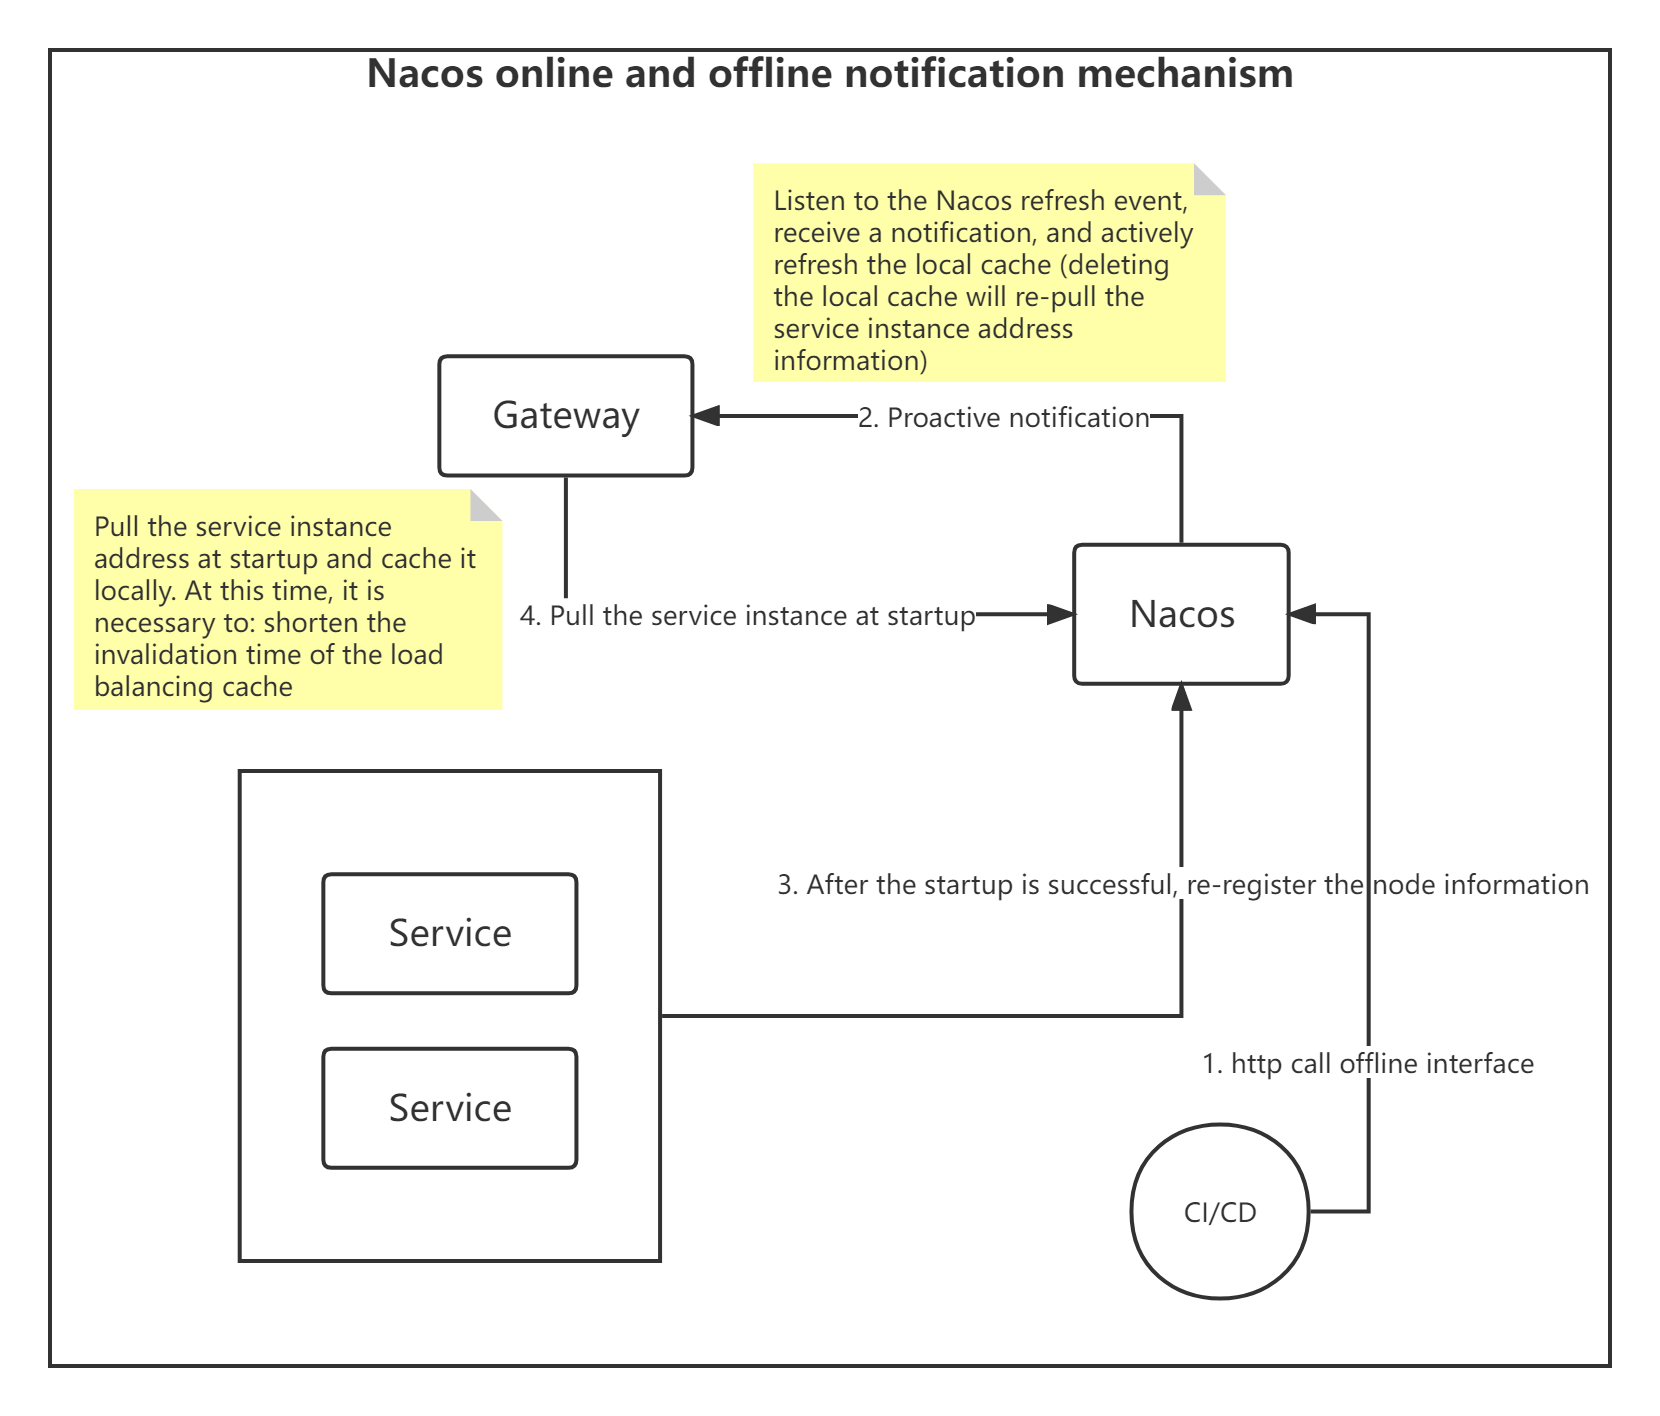 Nacos online and offline notification mechanism
Listen to the Nacos refresh event,
receive a notification, and actively
refresh the local cache (deleting
the local cache will re-pull the
service instance address
information)
Gateway
2. Proactive notification
Pull the service instance
address at startup and cache it
locally. At this time, it is
necessary to: shorten the
invalidation time of the load
balancing cache
4. Pull the service instance at startup
Nacos
Service
3. After the startup is successful, re-register the node information
Service
1. http call offline interface
CI/CD